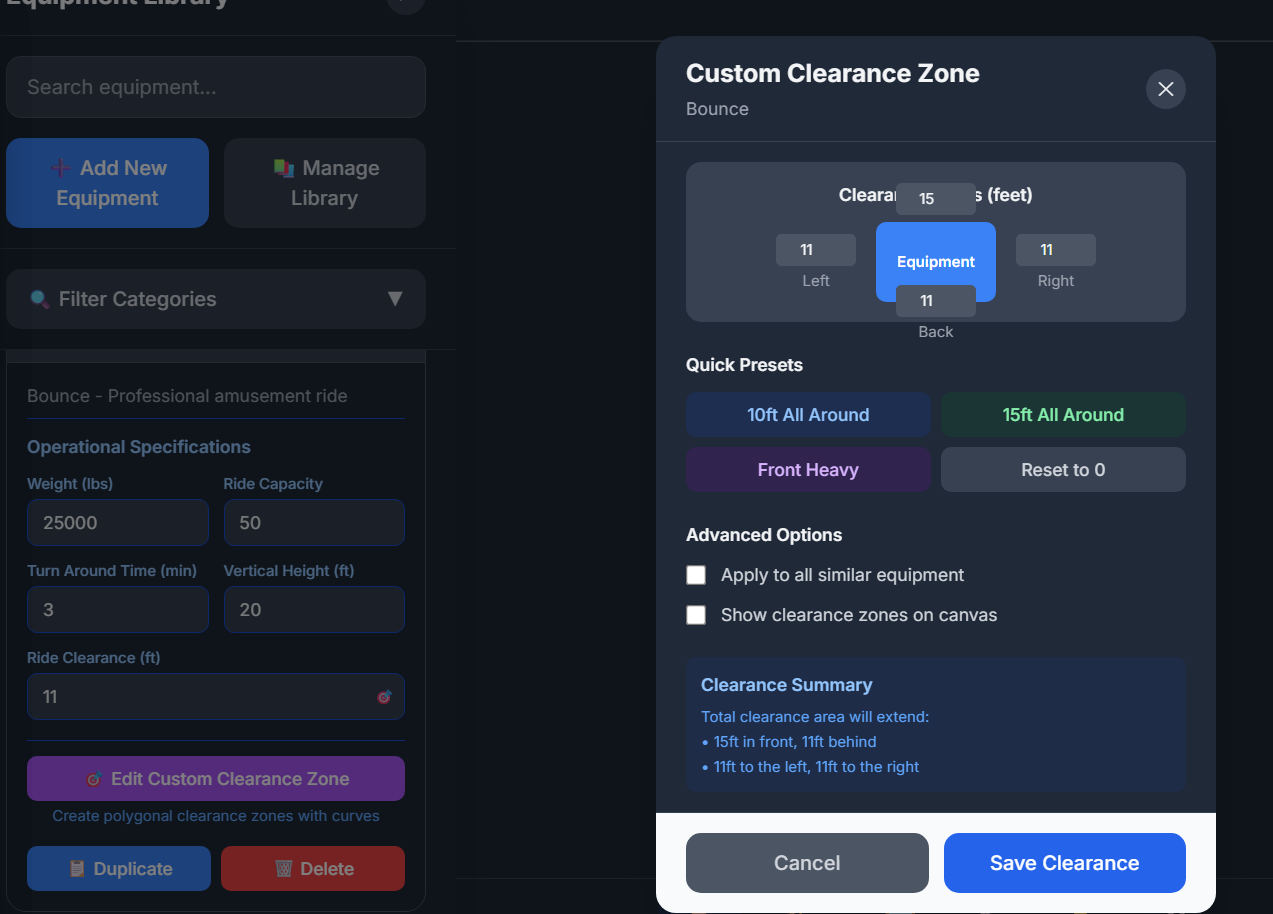 Equipment Library
Search equipment...
Add New
Equipment
Manage
Library
Filter Categories
Bounce - Professional amusement ride
Operational Specifications
Weight (lbs)
Ride Capacity
25000
50
Turn Around Time (min)
Vertical Height (ft)
3
20
Ride Clearance (ft)
11
Edit Custom Clearance Zone
Create polygonal clearance zones with curves
Duplicate
Delete
Custom Clearance Zone
Bounce
(feet)
15
11
Left
Equipment
11
Right
11
Back
Quick Presets
10ft All Around
15ft All Around
Front Heavy
Reset to 0
Advanced Options
Apply to all similar equipment
Show clearance zones on canvas
Clearance Summary
Total clearance area will extend:
• 15ft in front, 11ft behind
• 11ft to the left, 11ft to the right
Cancel
Save Clearance